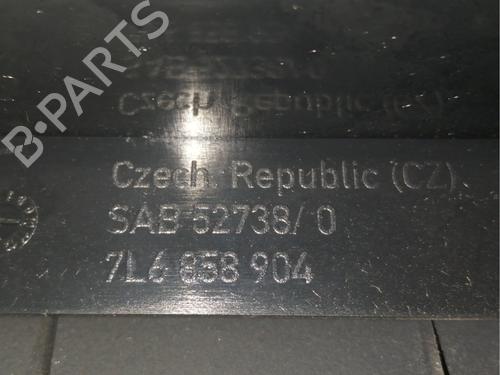 B-PARTS
Czech. Republic (CZ)
SAB 52738/0
7L6 858 904